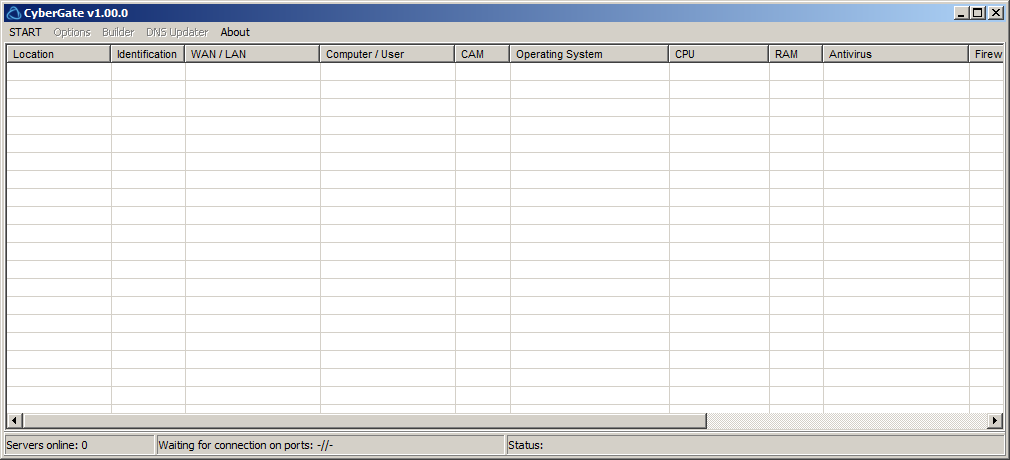 CyberGate v1.00.0
START Options Builder DNS Updater About
Location Identification WAN / LAN Computer / User CAM Operating System CPU RAM Antivirus Firew
Servers online: 0 Waiting for connection on ports: -//- Status: